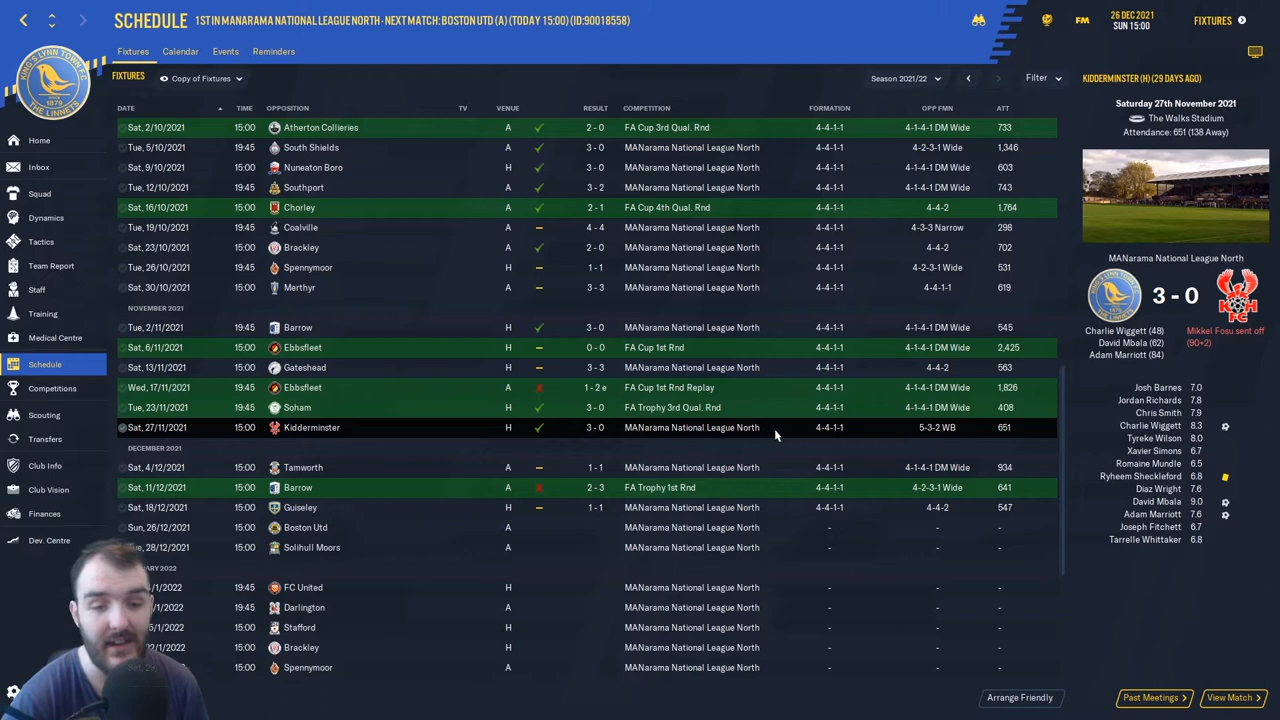 SCHEDULE
1ST IN MANARAMA NATIONAL LEAGUE NORTH - NEXT MATCH: BOSTON UTD (A) (TODAY 15:00) (ID:90018558)
FM
26 DEC 2021
SUN 15:00
FIXTURES
Fixtures Calendar Events Reminders
FIXTURES Copy of Fixtures Season 2021/22 Filter
DATE TIME OPPOSITION TV VENUE RESULT COMPETITION FORMATION OPP FMN ATT
Sat, 2/10/2021 15:00 Atherton Collieries A 2 - 0 FA Cup 3rd Qual. Rnd 4-4-1-1 4-1-4-1 DM Wide 733
Tue, 5/10/2021 19:45 South Shields A 3 - 0 MANarama National League North 4-4-1-1 4-2-3-1 Wide 1,346
Sat, 9/10/2021 15:00 Nuneaton Boro H 3 - 0 MANarama National League North 4-4-1-1 4-1-4-1 DM Wide 603
Tue, 12/10/2021 19:45 Southport A 3 - 2 MANarama National League North 4-4-1-1 4-1-4-1 DM Wide 743
Sat, 16/10/2021 15:00 Chorley A 2 - 1 FA Cup 4th Qual. Rnd 4-4-1-1 4-4-2 1,764
Tue, 19/10/2021 19:45 Coalville A 4 - 4 MANarama National League North 4-4-1-1 4-3-3 Narrow 298
Sat, 23/10/2021 15:00 Brackley A 2 - 0 MANarama National League North 4-4-1-1 4-4-2 702
Tue, 26/10/2021 19:45 Spennymoor H 1 - 1 MANarama National League North 4-4-1-1 4-2-3-1 Wide 531
Sat, 30/10/2021 15:00 Merthyr A 3 - 3 MANarama National League North 4-4-1-1 4-4-1-1 619
NOVEMBER 2021
Tue, 2/11/2021 19:45 Barrow H 3 - 0 MANarama National League North 4-4-1-1 4-1-4-1 DM Wide 545
Sat, 6/11/2021 15:00 Ebbsfleet H 0 - 0 FA Cup 1st Rnd 4-4-1-1 4-1-4-1 DM Wide 2,425
Sat, 13/11/2021 15:00 Gateshead H 3 - 3 MANarama National League North 4-4-1-1 4-4-2 563
Wed, 17/11/2021 19:45 Ebbsfleet A 1 - 2 e FA Cup 1st Rnd Replay 4-4-1-1 4-1-4-1 DM Wide 1,826
Tue, 23/11/2021 19:45 Soham H 3 - 0 FA Trophy 3rd Qual. Rnd 4-4-1-1 4-1-4-1 DM Wide 408
Sat, 27/11/2021 15:00 Kidderminster H 3 - 0 MANarama National League North 4-4-1-1 5-3-2 WB 651
DECEMBER 2021
Sat, 4/12/2021 15:00 Tamworth A 1 - 1 MANarama National League North 4-4-1-1 4-1-4-1 DM Wide 934
Sat, 11/12/2021 15:00 Barrow A 2 - 3 FA Trophy 1st Rnd 4-4-1-1 4-2-3-1 Wide 641
Sat, 18/12/2021 15:00 Guiseley H 1 - 1 MANarama National League North 4-4-1-1 4-4-2 547
Sun, 26/12/2021 15:00 Boston Utd A MANarama National League North - - -
28/12/2021 15:00 Solihull Moors A MANarama National League North - - -
2022
/1/2022 19:45 FC United H MANarama National League North - - -
/1/2022 15:00 Darlington A MANarama National League North - - -
/1/2022 15:00 Stafford H MANarama National League North - - -
/1/2022 15:00 Brackley H MANarama National League North - - -
/1/2022 15:00 Spennymoor A MANarama National League North - - -
KING'S LYNN TOWN F.C.
SINCE 1879
THE LINNETS
Home
Inbox
Squad
Dynamics
Tactics
Team Report
Staff
Training
Medical Centre
Schedule
Competitions
Scouting
Transfers
Club Info
Club Vision
Finances
Dev. Centre
KIDDERMINSTER (H) (29 DAYS AGO)
Saturday 27th November 2021
The Walks Stadium
Attendance: 651 (138 Away)
MANarama National League North
3 - 0
KH
FC
Charlie Wiggett (48)
David Mbala (62)
Adam Marriott (84)
Mikkel Fosu sent off
(90+2)
Josh Barnes 7.0
Jordan Richards 7.8
Chris Smith 7.9
Charlie Wiggett 8.3
Tyreke Wilson 8.0
Xavier Simons 6.7
Romaine Mundle 6.5
Ryheem Sheckleford 6.8
Diaz Wright 7.6
David Mbala 9.0
Adam Marriott 7.6
Joseph Fitchett 6.7
Tarrelle Whittaker 6.8
Arrange Friendly
Past Meetings
View Match